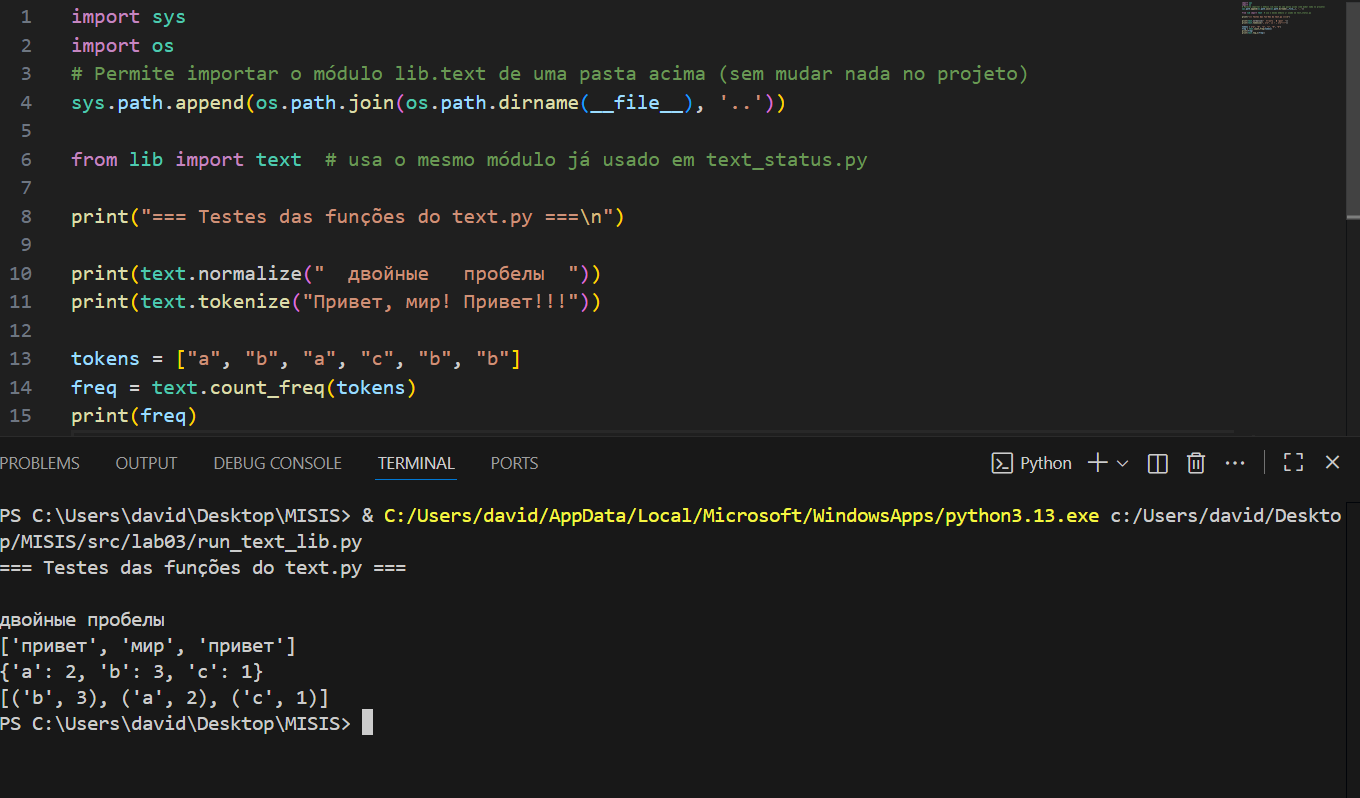 1 import sys
2 import os
3 # Permite importar o módulo lib.text de uma pasta acima (sem mudar nada no projeto)
4 sys.path.append(os.path.join(os.path.dirname(__file__), '..'))
5
6 from lib import text  # usa o mesmo módulo já usado em text_status.py
7
8 print("=== Testes das funções do text.py ===\n")
9
10 print(text.normalize("  двойные   пробелы  "))
11 print(text.tokenize("Привет, мир! Привет!!!"))
12
13 tokens = ["a", "b", "a", "c", "b", "b"]
14 freq = text.count_freq(tokens)
15 print(freq)
PROBLEMS OUTPUT DEBUG CONSOLE TERMINAL PORTS Python
PS C:\Users\david\Desktop\MISIS> & C:/Users/david/AppData/Local/Microsoft/WindowsApps/python3.13.exe c:/Users/david/Deskto
p/MISIS/src/lab03/run_text_lib.py
=== Testes das funções do text.py ===
двойные пробелы
['привет', 'мир', 'привет']
{'a': 2, 'b': 3, 'c': 1}
[('b', 3), ('a', 2), ('c', 1)]
PS C:\Users\david\Desktop\MISIS>